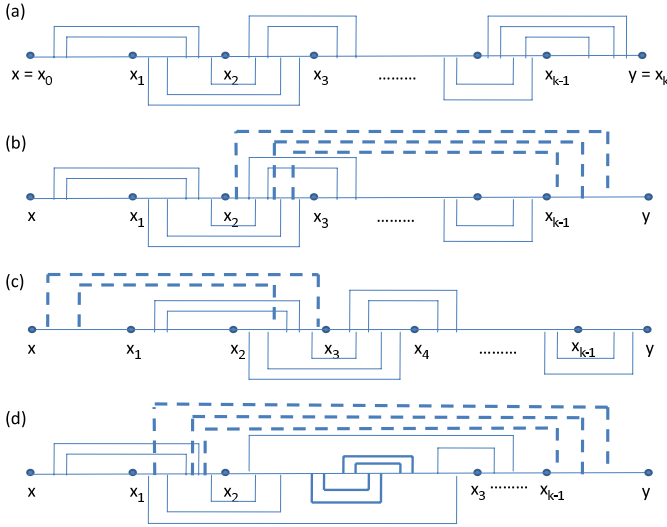 (a)
x = x₀ x₁ x₂ x₃ ......... xₖ₋₁ y = xₖ
(b)
x x₁ x₂ x₃ ......... xₖ₋₁ y
(c)
x x₁ x₂ x₃ x₄ ......... xₖ₋₁ y
(d)
x x₁ x₂ x₃ ......... xₖ₋₁ y